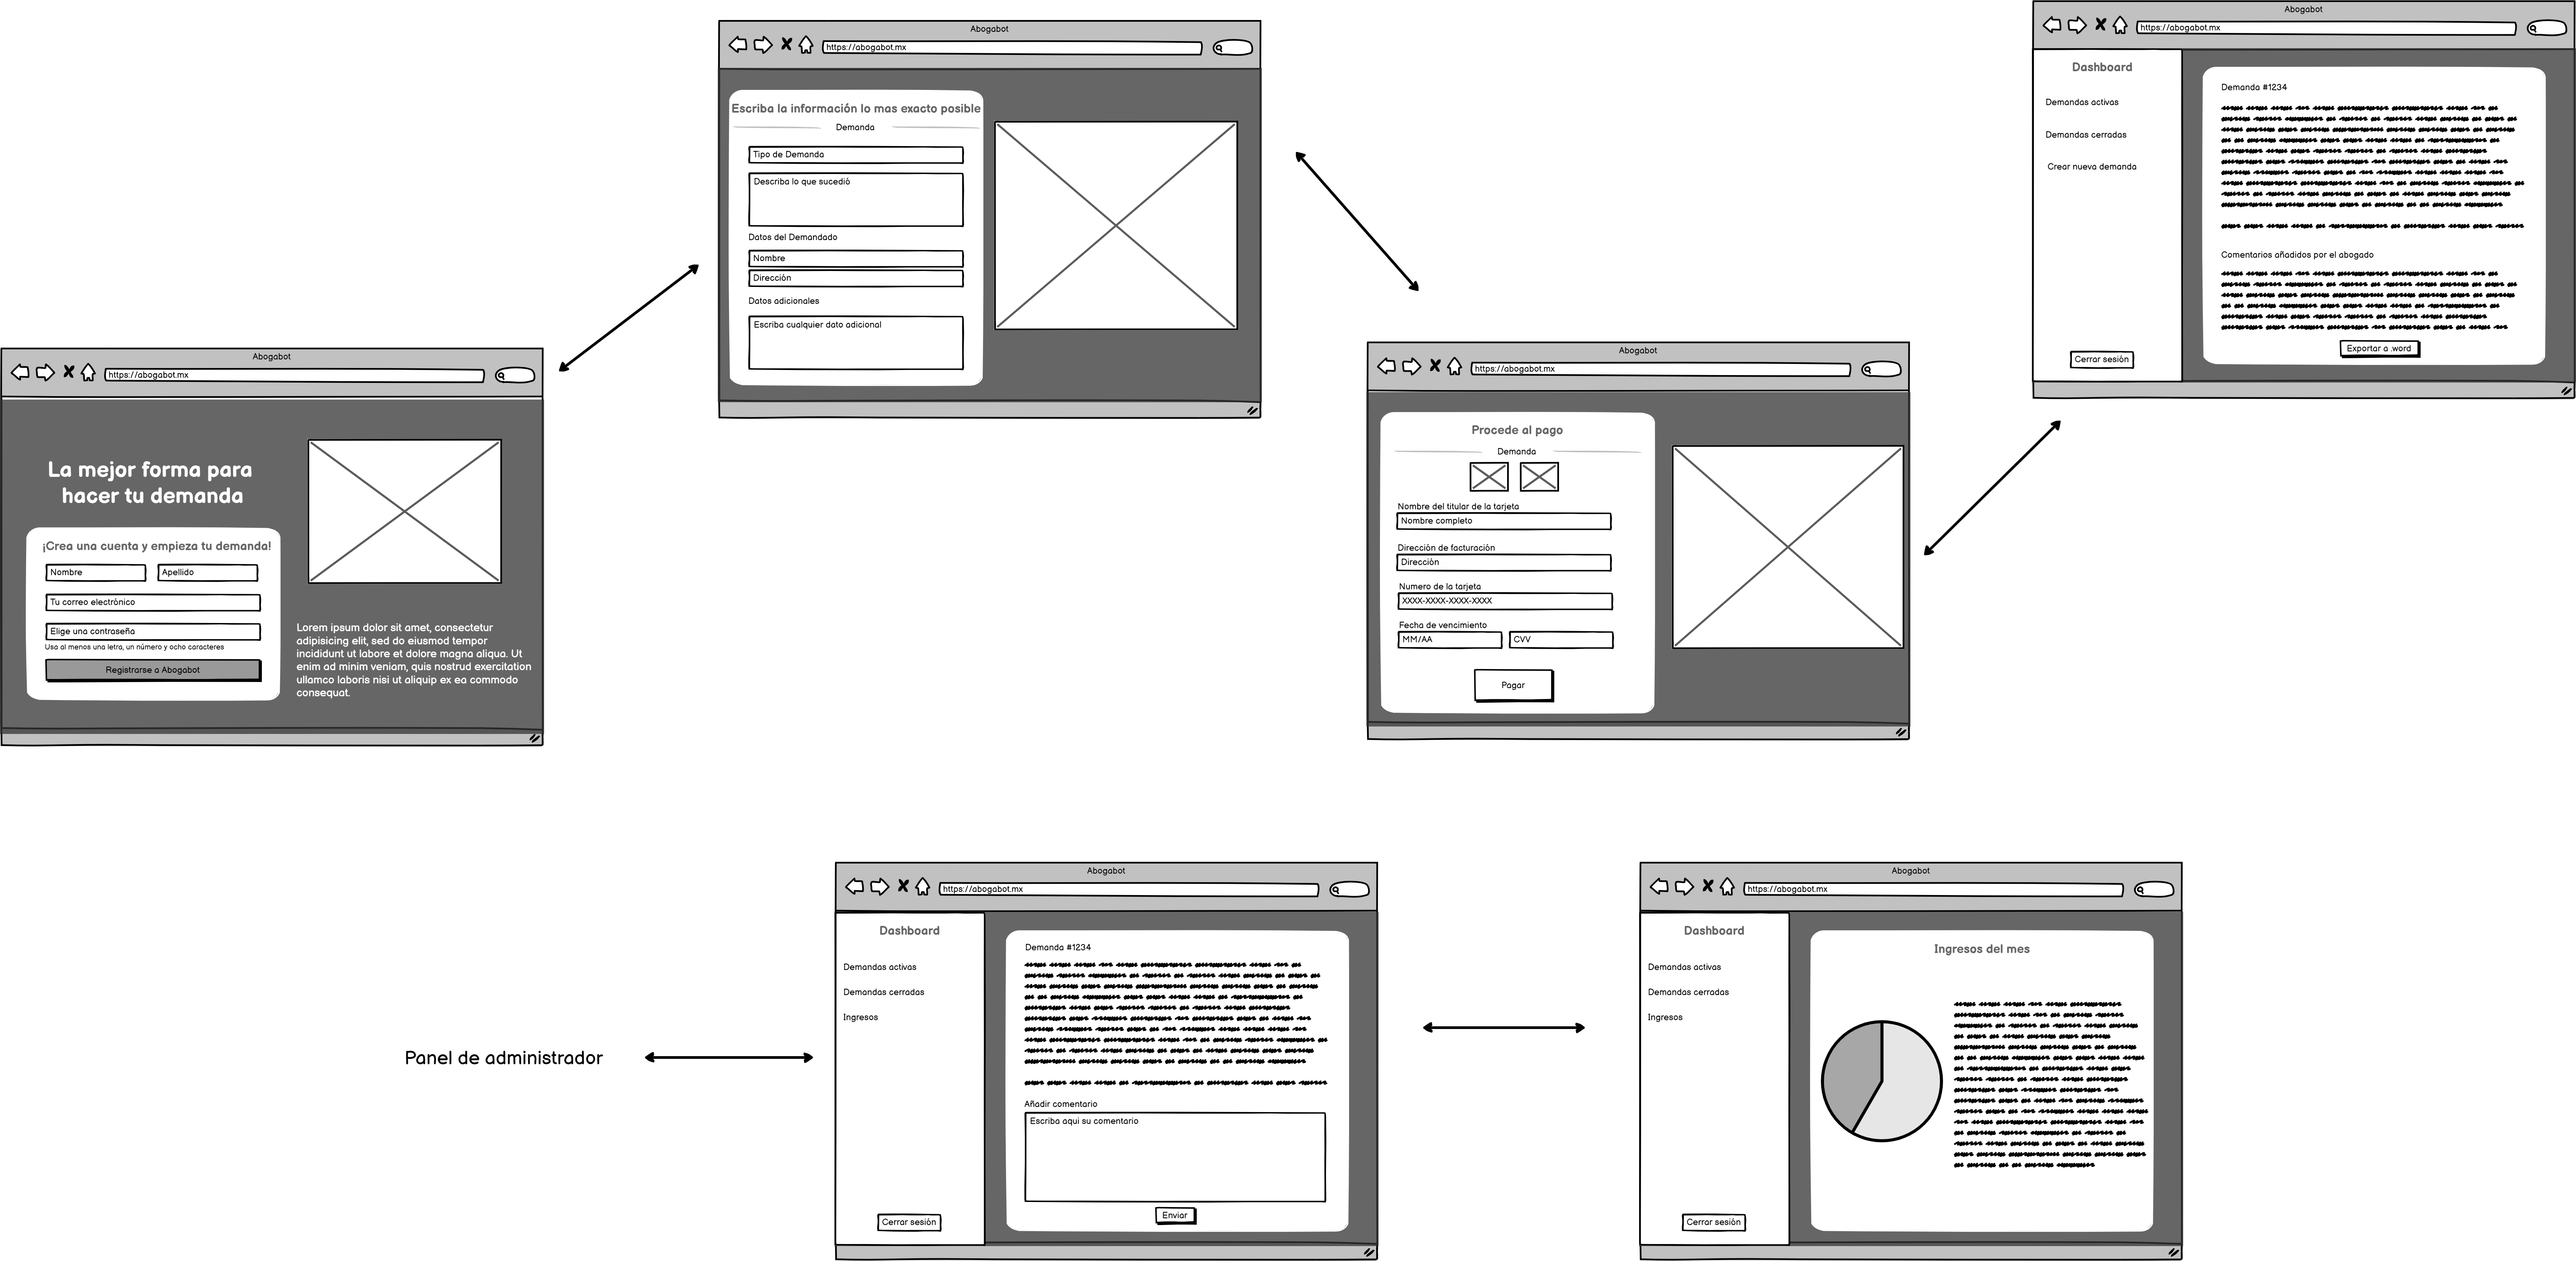 Abogabot
https://abogabot.mx
La mejor forma para
hacer tu demanda
¡Crea una cuenta y empieza tu demanda!
Nombre
Apellido
Tu correo electrónico
Elige una contraseña
Usa al menos una letra, un número y ocho caracteres
Registrarse a Abogabot
Lorem ipsum dolor sit amet, consectetur
adipisicing elit, sed do eiusmod tempor
incididunt ut labore et dolore magna aliqua. Ut
enim ad minim veniam, quis nostrud exercitation
ullamco laboris nisi ut aliquip ex ea commodo
consequat.
Abogabot
https://abogabot.mx
Escriba la información lo mas exacto posible
Demanda
Tipo de Demanda
Describa lo que sucedió
Datos del Demandado
Nombre
Dirección
Datos adicionales
Escriba cualquier dato adicional
Abogabot
https://abogabot.mx
Procede al pago
Demanda
Nombre del titular de la tarjeta
Nombre completo
Dirección de facturación
Dirección
Numero de la tarjeta
XXXX-XXXX-XXXX-XXXX
Fecha de vencimiento
MM/AA
CVV
Pagar
Abogabot
https://abogabot.mx
Dashboard
Demandas activas
Demandas cerradas
Crear nueva demanda
Cerrar sesión
Demanda #1234
Comentarios añadidos por el abogado
Exportar a .word
Panel de administrador
Abogabot
https://abogabot.mx
Dashboard
Demandas activas
Demandas cerradas
Ingresos
Cerrar sesión
Demanda #1234
Añadir comentario
Escriba aqui su comentario
Enviar
Abogabot
https://abogabot.mx
Dashboard
Demandas activas
Demandas cerradas
Ingresos
Cerrar sesión
Ingresos del mes